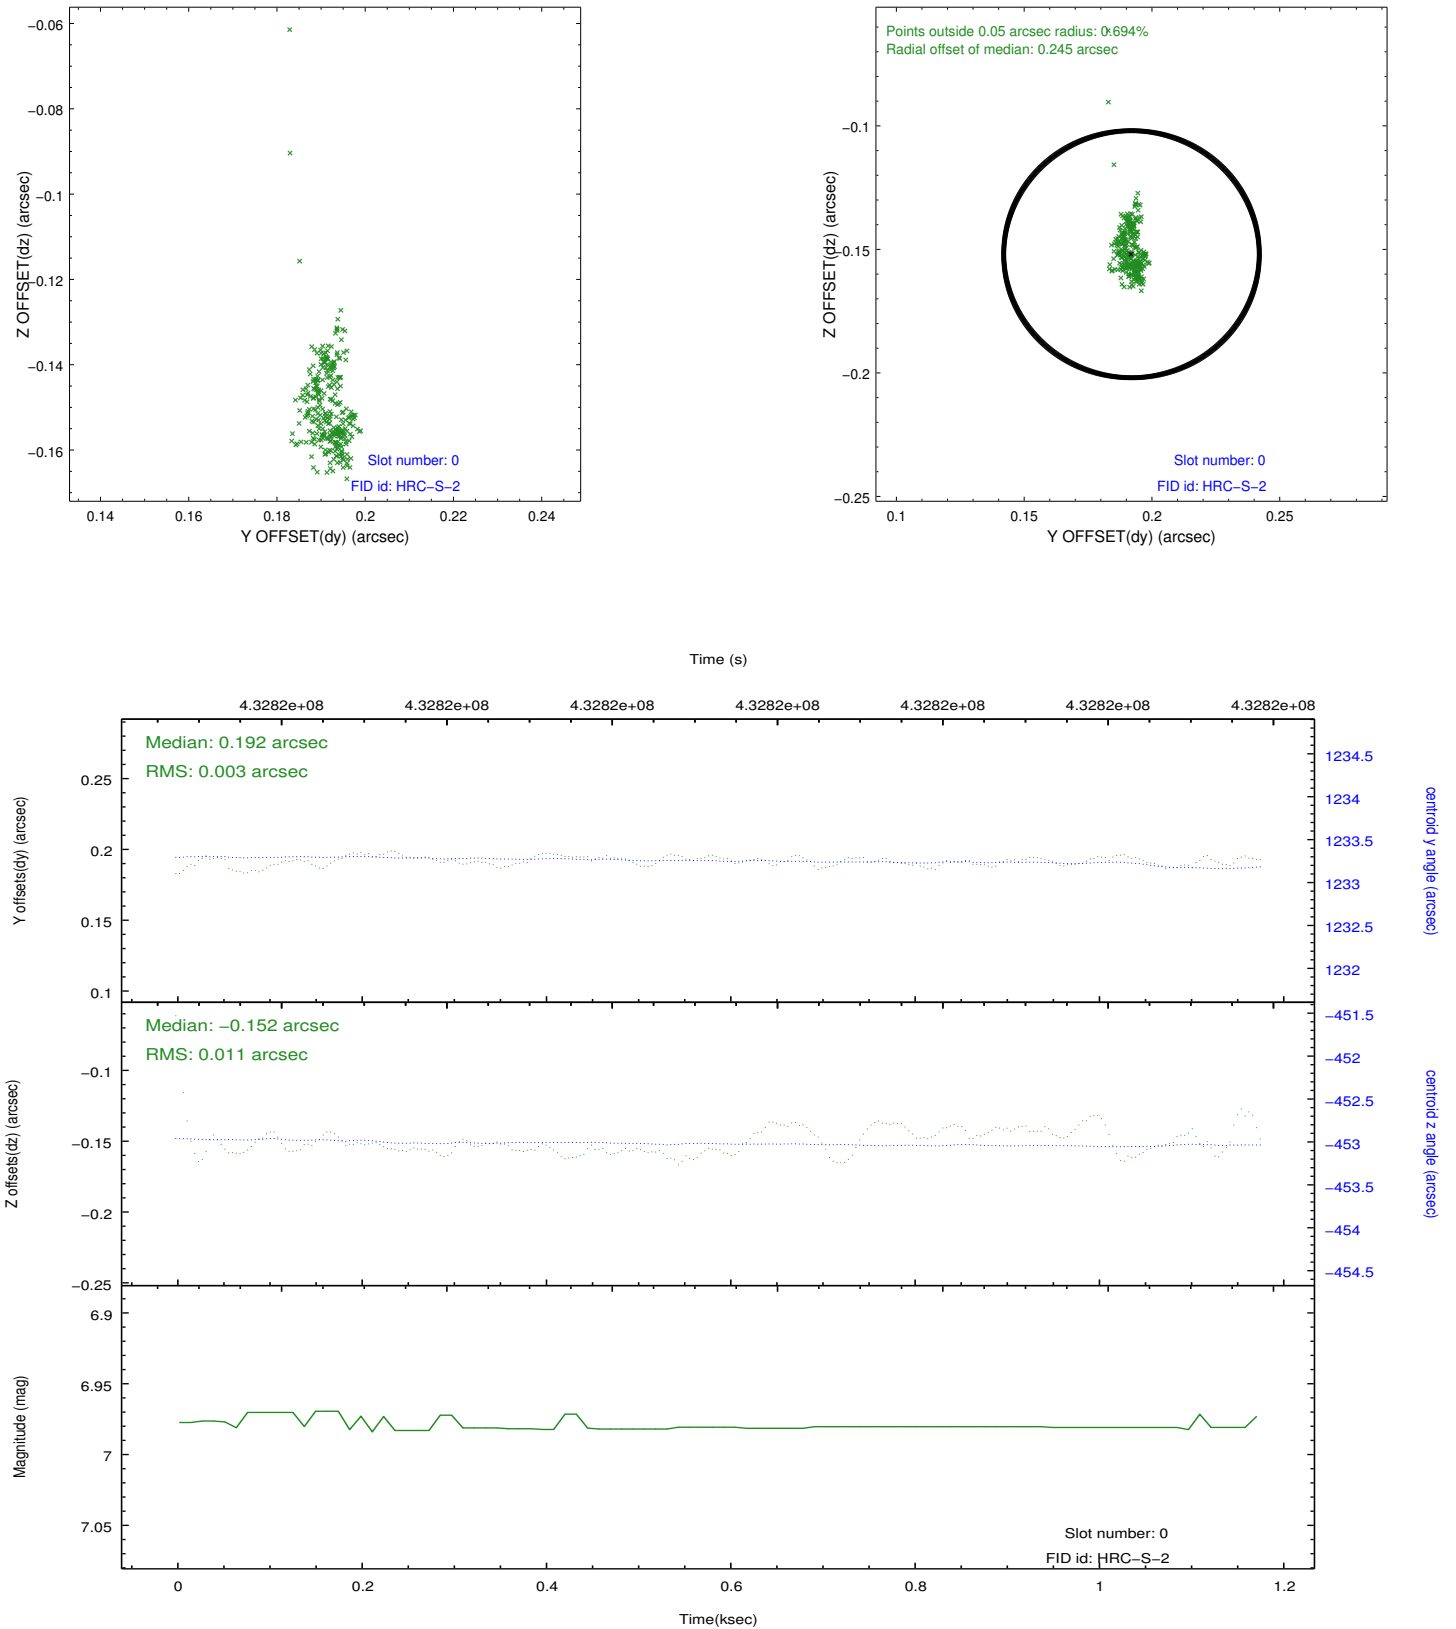 −0.06
−0.08
−0.1
−0.12
−0.14
−0.16
Z OFFSET(dz) (arcsec)
Slot number: 0
FID id: HRC−S−2
0.14
0.16
0.18
0.2
0.22
0.24
Y OFFSET(dy) (arcsec)
Points outside 0.05 arcsec radius: 0.694%
Radial offset of median: 0.245 arcsec
−0.1
−0.15
−0.2
−0.25
Z OFFSET(dz) (arcsec)
Slot number: 0
FID id: HRC−S−2
0.1
0.15
0.2
0.25
Y OFFSET(dy) (arcsec)
Time (s)
4.3282e+08
4.3282e+08
4.3282e+08
4.3282e+08
4.3282e+08
4.3282e+08
4.3282e+08
Median: 0.192 arcsec
RMS: 0.003 arcsec
0.25
0.2
0.15
0.1
Y offsets(dy) (arcsec)
1234.5
1234
1233.5
1233
1232.5
1232
centroid y angle (arcsec)
Median: −0.152 arcsec
RMS: 0.011 arcsec
−0.1
−0.15
−0.2
−0.25
Z offsets(dz) (arcsec)
−451.5
−452
−452.5
−453
−453.5
−454
−454.5
centroid z angle (arcsec)
6.9
6.95
7
7.05
Magnitude (mag)
Slot number: 0
FID id: HRC−S−2
0
0.2
0.4
0.6
0.8
1
1.2
Time(ksec)